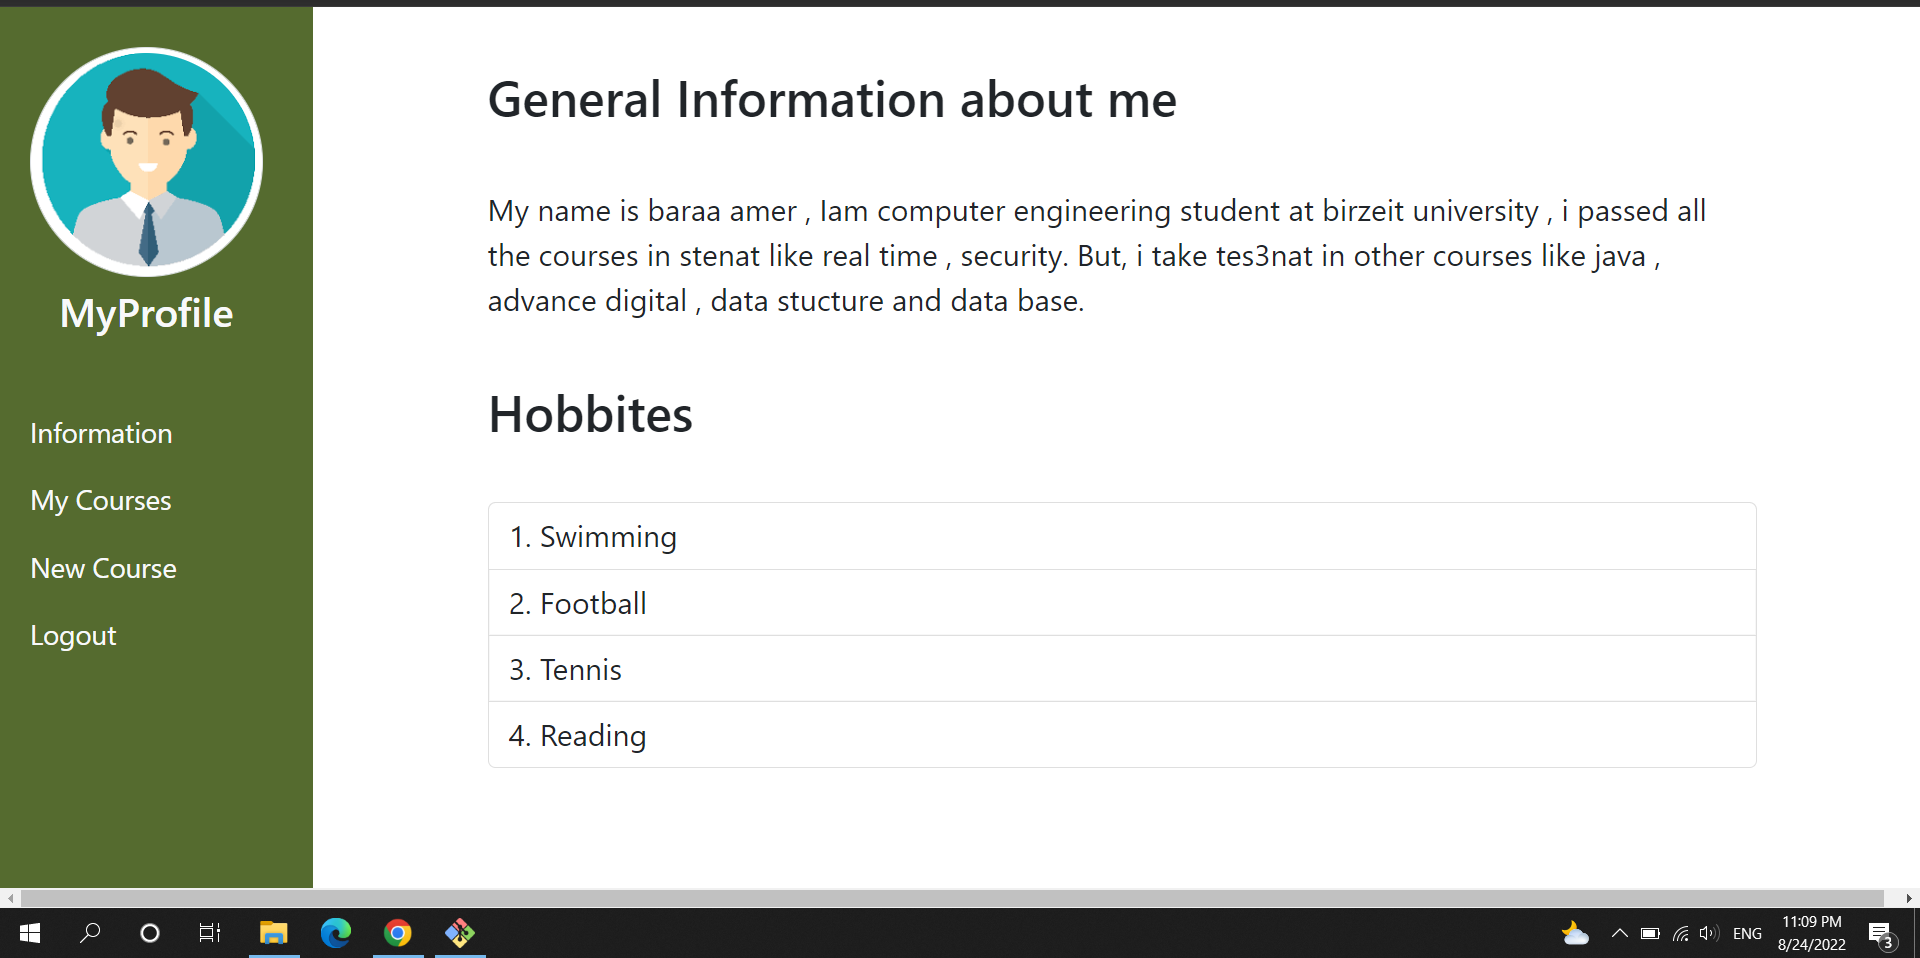 MyProfile
Information
My Courses
New Course
Logout
General Information about me
My name is baraa amer , Iam computer engineering student at birzeit university , i passed all
the courses in stenat like real time , security. But, i take tes3nat in other courses like java ,
advance digital , data stucture and data base.
Hobbites
1. Swimming
2. Football
3. Tennis
4. Reading
ENG
11:09 PM
8/24/2022
3